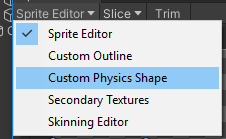 Sprite Editor Slice Trim
Sprite Editor
Custom Outline
Custom Physics Shape
Secondary Textures
Skinning Editor